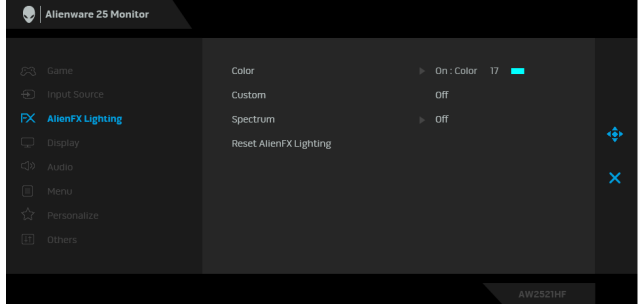 Alienware 25 Monitor
Game
Input Source
FX AlienFX Lighting
Display
Audio
Menu
Personalize
Others
Color On : Color 17
Custom Off
Spectrum Off
Reset AlienFX Lighting
AW2521HF